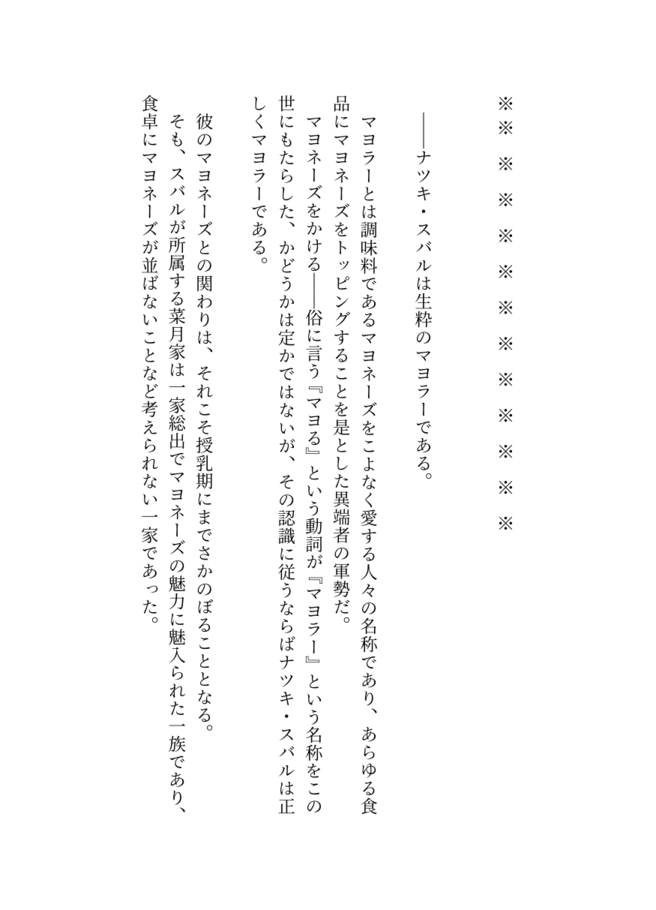 ※※　※　※　※　※　※　※　※　※　※　※　※
――ナツキ・スバルは生粋のマヨラーである。
マヨラーとは調味料であるマヨネーズをこよなく愛する人々の名称であり、あらゆる食
品にマヨネーズをトッピングすることを是とした異端者の軍勢だ。
マヨネーズをかける――俗に言う『マヨる』という動詞が『マヨラー』という名称をこの
世にもたらした、かどうかは定かではないが、その認識に従うならばナツキ・スバルは正
しくマヨラーである。
彼のマヨネーズとの関わりは、それこそ授乳期にまでさかのぼることとなる。
そも、スバルが所属する菜月家は一家総出でマヨネーズの魅力に魅入られた一族であり、
食卓にマヨネーズが並ばないことなど考えられない一家であった。